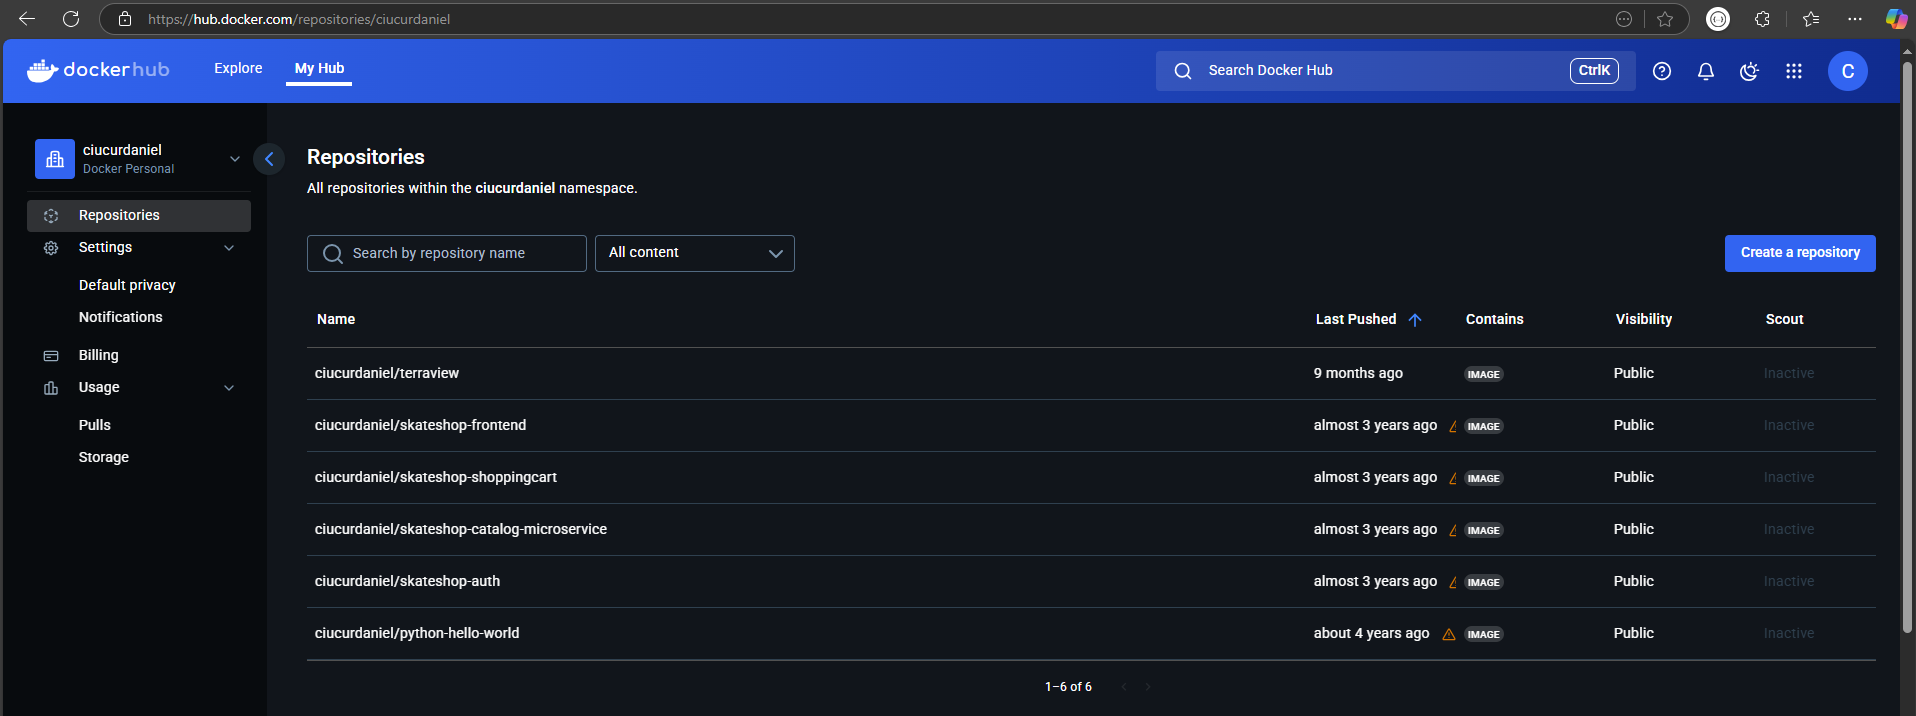 https://hub.docker.com/repositories/ciucurdaniel
dockerhub
Explore
My Hub
Search Docker Hub
CtrlK
C
ciucurdaniel
Docker Personal
Repositories
Settings
Default privacy
Notifications
Billing
Usage
Pulls
Storage
Repositories
All repositories within the ciucurdaniel namespace.
Search by repository name
All content
Create a repository
Name Last Pushed Contains Visibility Scout
ciucurdaniel/terraview 9 months ago IMAGE Public Inactive
ciucurdaniel/skateshop-frontend almost 3 years ago IMAGE Public Inactive
ciucurdaniel/skateshop-shoppingcart almost 3 years ago IMAGE Public Inactive
ciucurdaniel/skateshop-catalog-microservice almost 3 years ago IMAGE Public Inactive
ciucurdaniel/skateshop-auth almost 3 years ago IMAGE Public Inactive
ciucurdaniel/python-hello-world about 4 years ago IMAGE Public Inactive
1–6 of 6